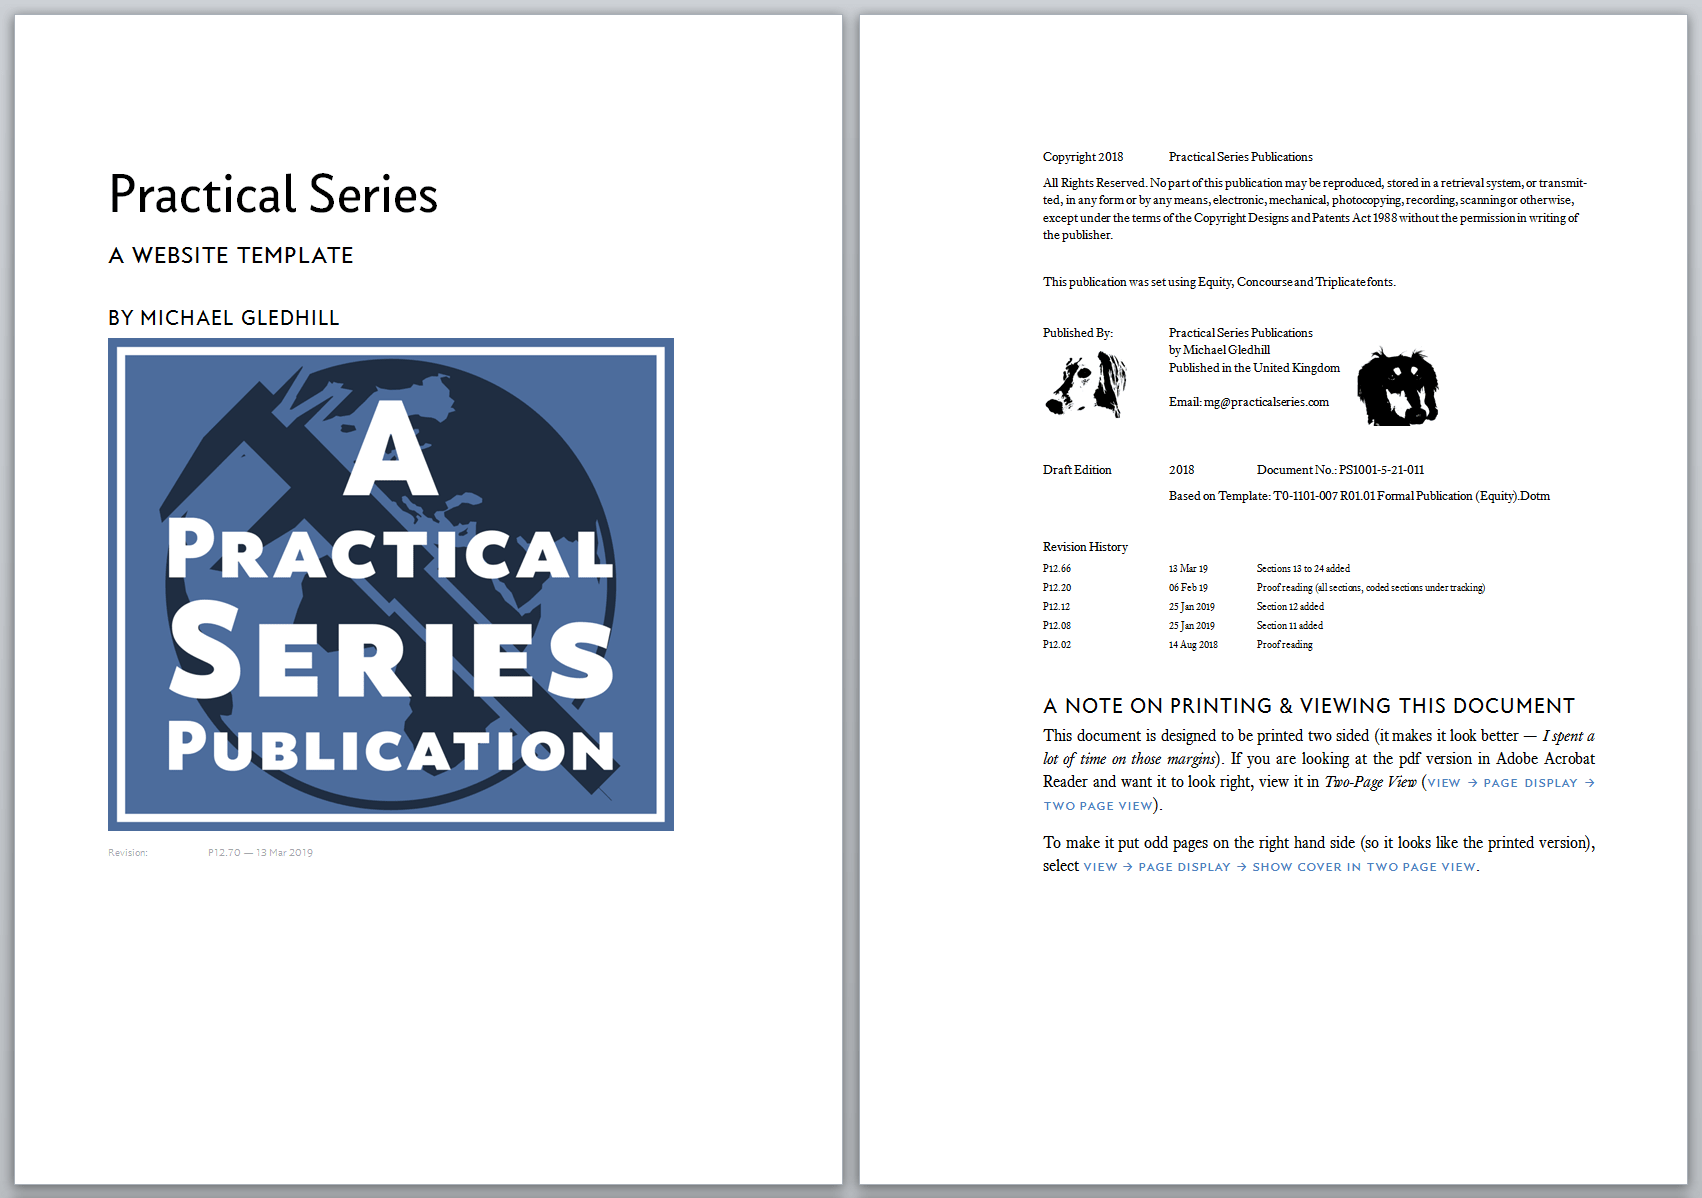 Practical Series
A WEBSITE TEMPLATE
BY MICHAEL GLEDHILL
A
PRACTICAL
SERIES
PUBLICATION
Revision: P12.70 — 13 Mar 2019
Copyright 2018 Practical Series Publications
All Rights Reserved. No part of this publication may be reproduced, stored in a retrieval system, or transmit-
ted, in any form or by any means, electronic, mechanical, photocopying, recording, scanning or otherwise,
except under the terms of the Copyright Designs and Patents Act 1988 without the permission in writing of
the publisher.
This publication was set using Equity, Concourse and Triplicate fonts.
Published By: Practical Series Publications
by Michael Gledhill
Published in the United Kingdom
Email: mg@practicalseries.com
Draft Edition 2018 Document No.: PS1001-5-21-011
Based on Template: T0-1101-007 R01.01 Formal Publication (Equity).Dotm
Revision History
P12.66 13 Mar 19 Sections 13 to 24 added
P12.20 06 Feb 19 Proof reading (all sections, coded sections under tracking)
P12.12 25 Jan 2019 Section 12 added
P12.08 25 Jan 2019 Section 11 added
P12.02 14 Aug 2018 Proof reading
A NOTE ON PRINTING & VIEWING THIS DOCUMENT
This document is designed to be printed two sided (it makes it look better — I spent a
lot of time on those margins). If you are looking at the pdf version in Adobe Acrobat
Reader and want it to look right, view it in Two-Page View (VIEW → PAGE DISPLAY →
TWO PAGE VIEW).
To make it put odd pages on the right hand side (so it looks like the printed version),
select VIEW → PAGE DISPLAY → SHOW COVER IN TWO PAGE VIEW.